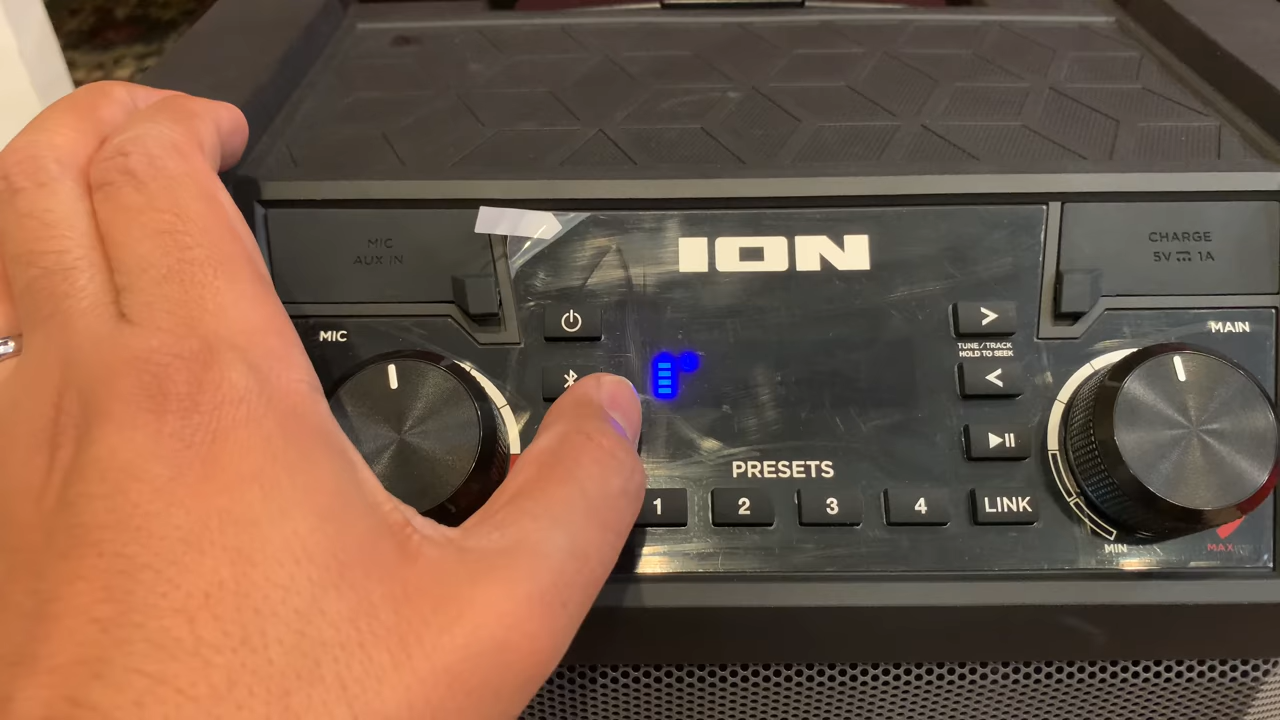 MIC
AUX IN
ION
CHARGE
5V 1A
MIC
>
TUNE/TRACK
HOLD TO SEEK
<
MAIN
PRESETS
1 2 3 4 LINK
MIN MAX